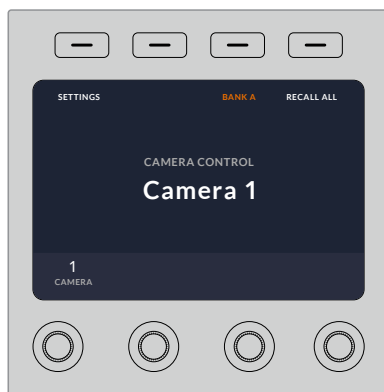 SETTINGS BANK A RECALL ALL
CAMERA CONTROL
Camera 1
1
CAMERA